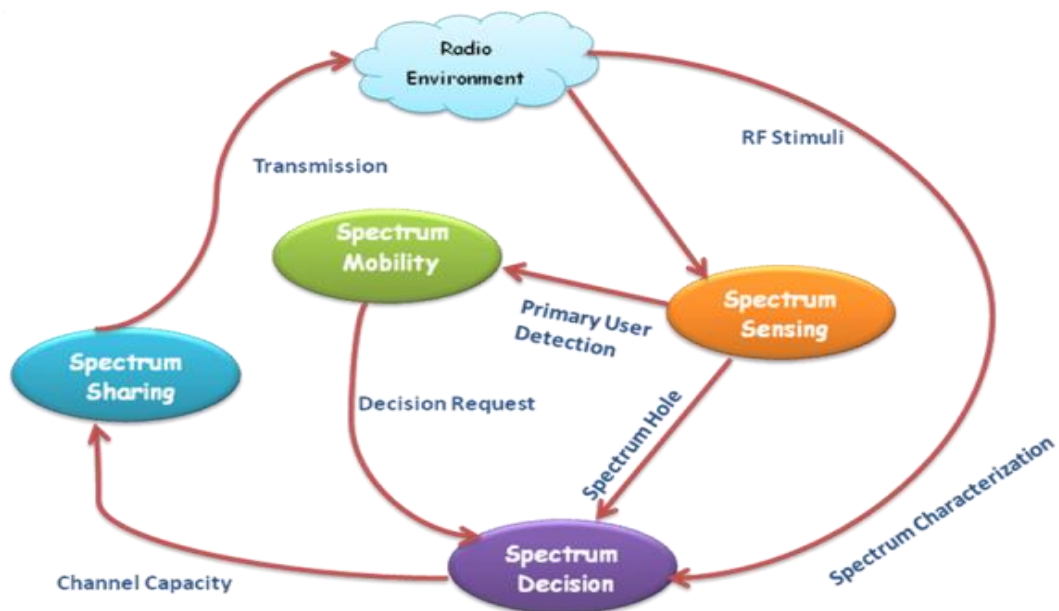 Radio
Environment
RF Stimuli
Transmission
Spectrum
Mobility
Spectrum
Sensing
Primary User
Detection
Spectrum
Sharing
Decision Request
Spectrum Hole
Spectrum Characterization
Spectrum
Decision
Channel Capacity